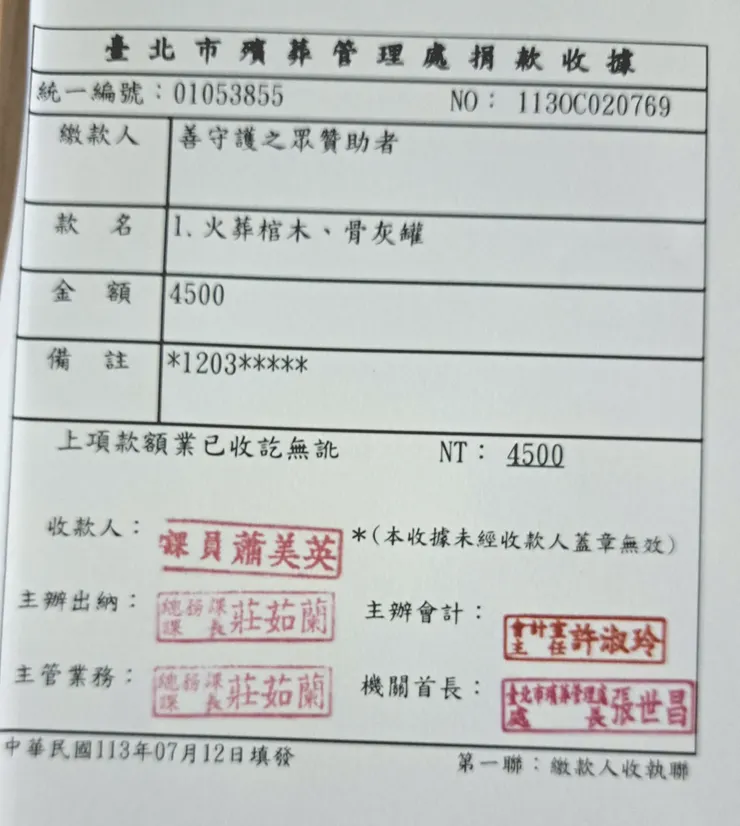 臺北市殯葬管理處捐款收據
統一編號：01053855 NO： 113OC020769
繳款人 善守護之眾贊助者
款名 1.火葬棺木、骨灰罐
金額 4500
備註 *1203*****
上項款額業已收訖無訛 NT： 4500
收款人： 課員蕭美英 *(本收據未經收款人蓋章無效)
主辦出納： 總務課課長莊茹蘭 主辦會計： 會計室主任許淑玲
主管業務： 總務課課長莊茹蘭 機關首長： 臺北市殯葬管理處處長張世昌
中華民國113年07月12日填發 第一聯：繳款人收執聯